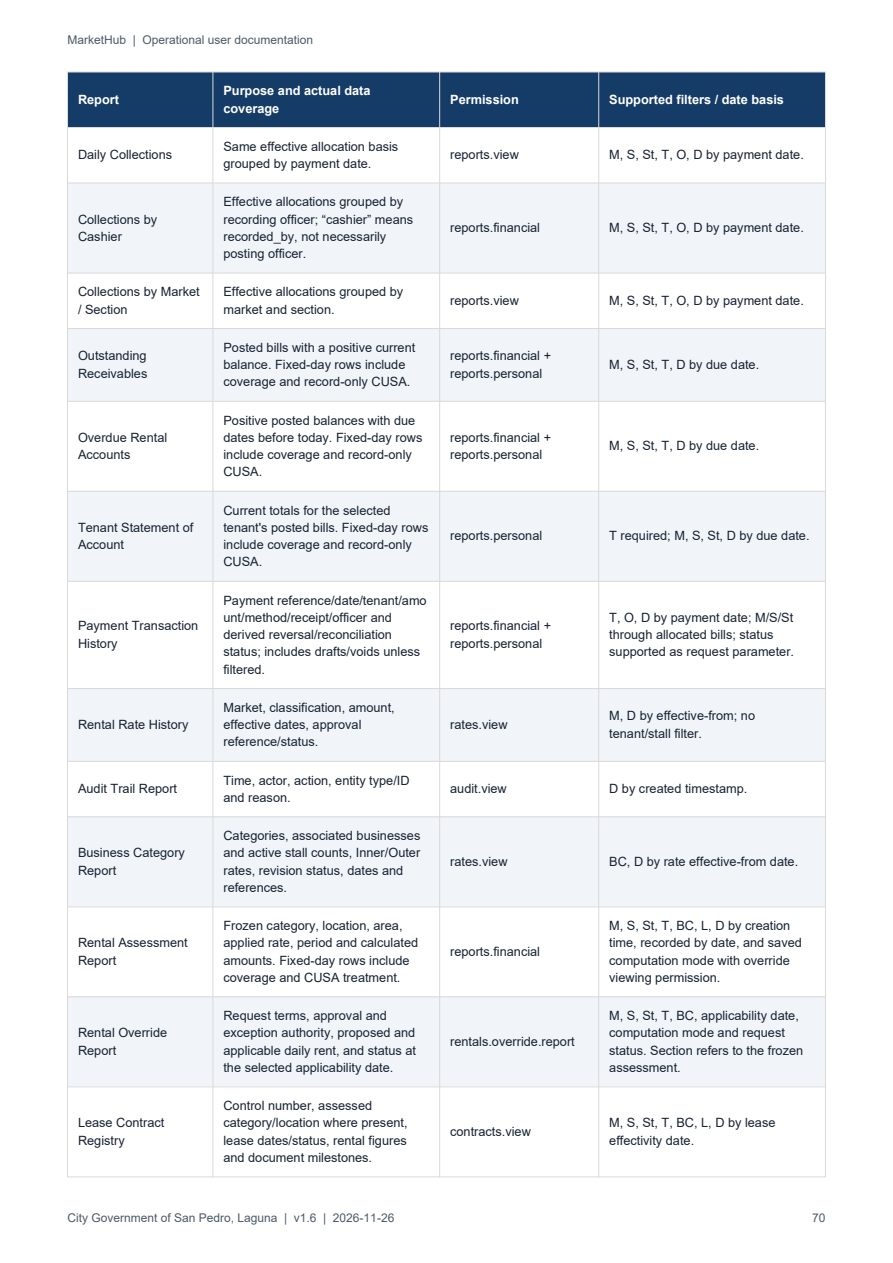 MarketHub | Operational user documentation
Report
Purpose and actual data
coverage
Permission
Supported filters / date basis
Daily Collections
Same effective allocation basis
grouped by payment date.
reports.view
M, S, St, T, O, D by payment date.
Collections by
Cashier
Effective allocations grouped by
recording officer; “cashier” means
recorded_by, not necessarily
posting officer.
reports.financial
M, S, St, T, O, D by payment date.
Collections by Market
/ Section
Effective allocations grouped by
market and section.
reports.view
M, S, St, T, O, D by payment date.
Outstanding
Receivables
Posted bills with a positive current
balance. Fixed-day rows include
coverage and record-only CUSA.
reports.financial +
reports.personal
M, S, St, T, D by due date.
Overdue Rental
Accounts
Positive posted balances with due
dates before today. Fixed-day rows
include coverage and record-only
CUSA.
reports.financial +
reports.personal
M, S, St, T, D by due date.
Tenant Statement of
Account
Current totals for the selected
tenant's posted bills. Fixed-day rows
include coverage and record-only
CUSA.
reports.personal
T required; M, S, St, D by due date.
Payment Transaction
History
Payment reference/date/tenant/amo
unt/method/receipt/officer and
derived reversal/reconciliation
status; includes drafts/voids unless
filtered.
reports.financial +
reports.personal
T, O, D by payment date; M/S/St
through allocated bills; status
supported as request parameter.
Rental Rate History
Market, classification, amount,
effective dates, approval
reference/status.
rates.view
M, D by effective-from; no
tenant/stall filter.
Audit Trail Report
Time, actor, action, entity type/ID
and reason.
audit.view
D by created timestamp.
Business Category
Report
Categories, associated businesses
and active stall counts, Inner/Outer
rates, revision status, dates and
references.
rates.view
BC, D by rate effective-from date.
Rental Assessment
Report
Frozen category, location, area,
applied rate, period and calculated
amounts. Fixed-day rows include
coverage and CUSA treatment.
reports.financial
M, S, St, T, BC, L, D by creation
time, recorded by date, and saved
computation mode with override
viewing permission.
Rental Override
Report
Request terms, approval and
exception authority, proposed and
applicable daily rent, and status at
the selected applicability date.
rentals.override.report
M, S, St, T, BC, applicability date,
computation mode and request
status. Section refers to the frozen
assessment.
Lease Contract
Registry
Control number, assessed
category/location where present,
lease dates/status, rental figures
and document milestones.
contracts.view
M, S, St, T, BC, L, D by lease
effectivity date.
City Government of San Pedro, Laguna | v1.6 | 2026-11-26
70